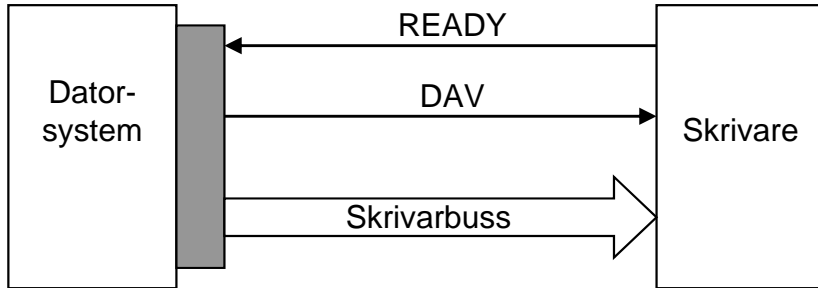 READY
Dator-
system
DAV
Skrivare
Skrivarbuss